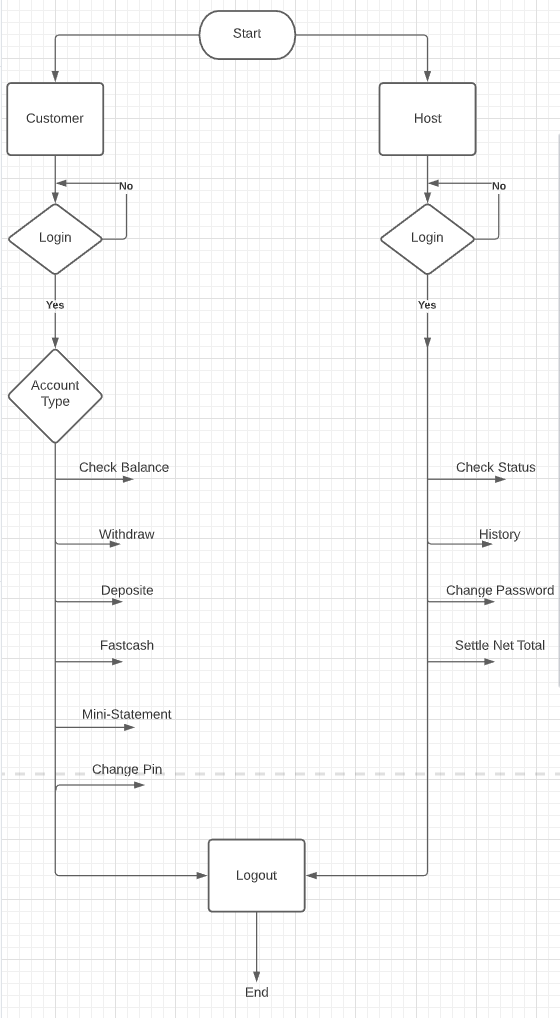 Start
Customer
Host
No
No
Login
Login
Yes
Yes
Account
Type
Check Balance
Check Status
Withdraw
History
Deposite
Change Password
Fastcash
Settle Net Total
Mini-Statement
Change Pin
Logout
End